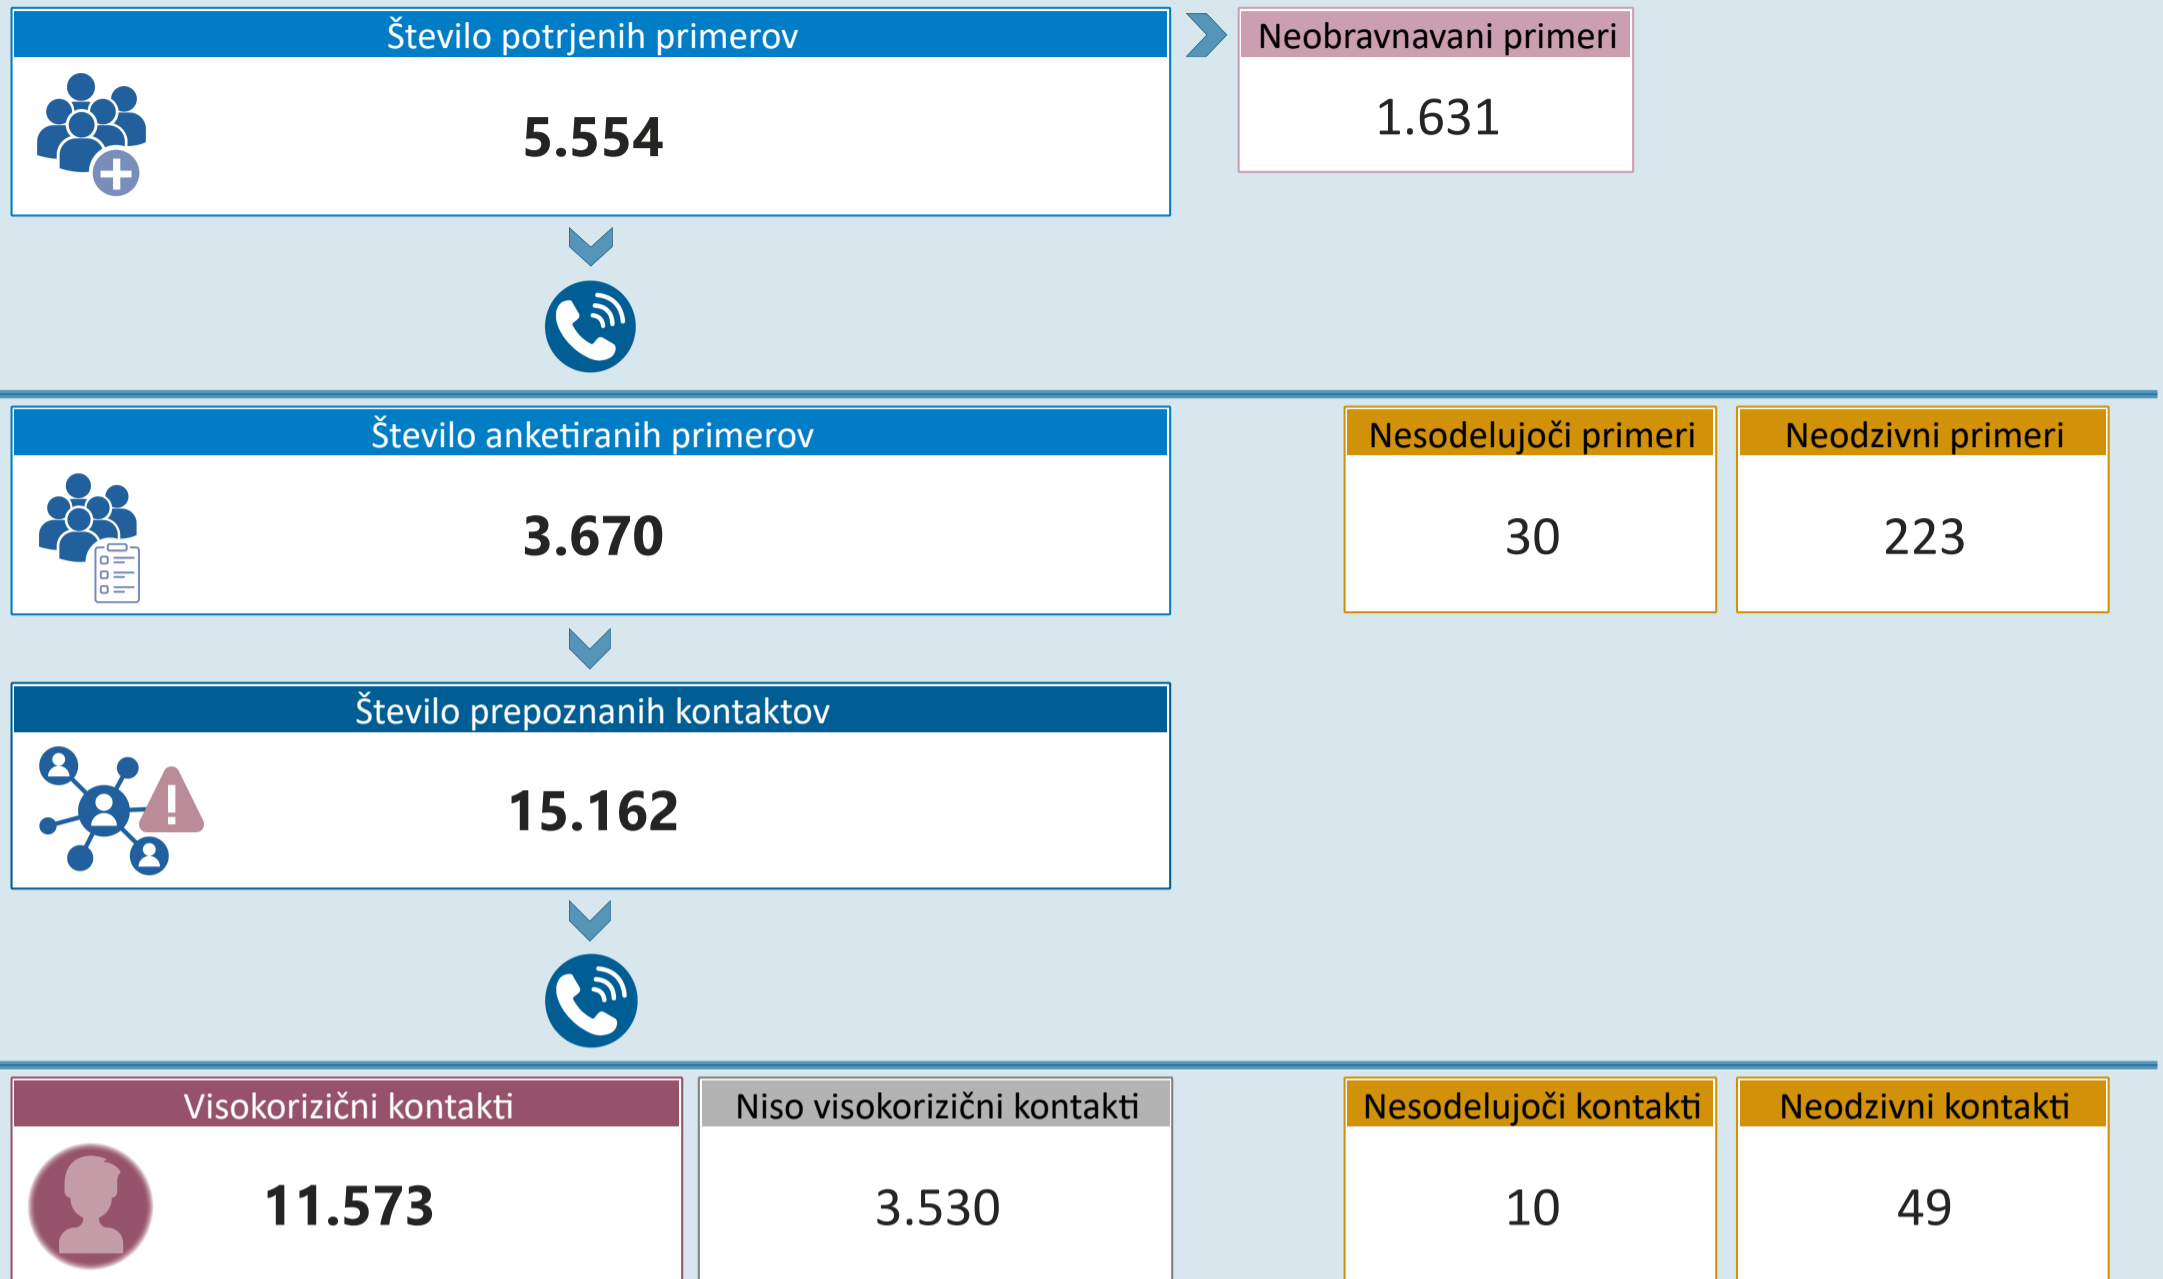 Število potrjenih primerov
Neobravnavani primeri
5.554
1.631
Število anketiranih primerov
Nesodelujoči primeri
Neodzivni primeri
3.670
30
223
Število prepoznanih kontaktov
15.162
Visokorizični kontakti
Niso visokorizični kontakti
Nesodelujoči kontakti
Neodzivni kontakti
11.573
3.530
10
49